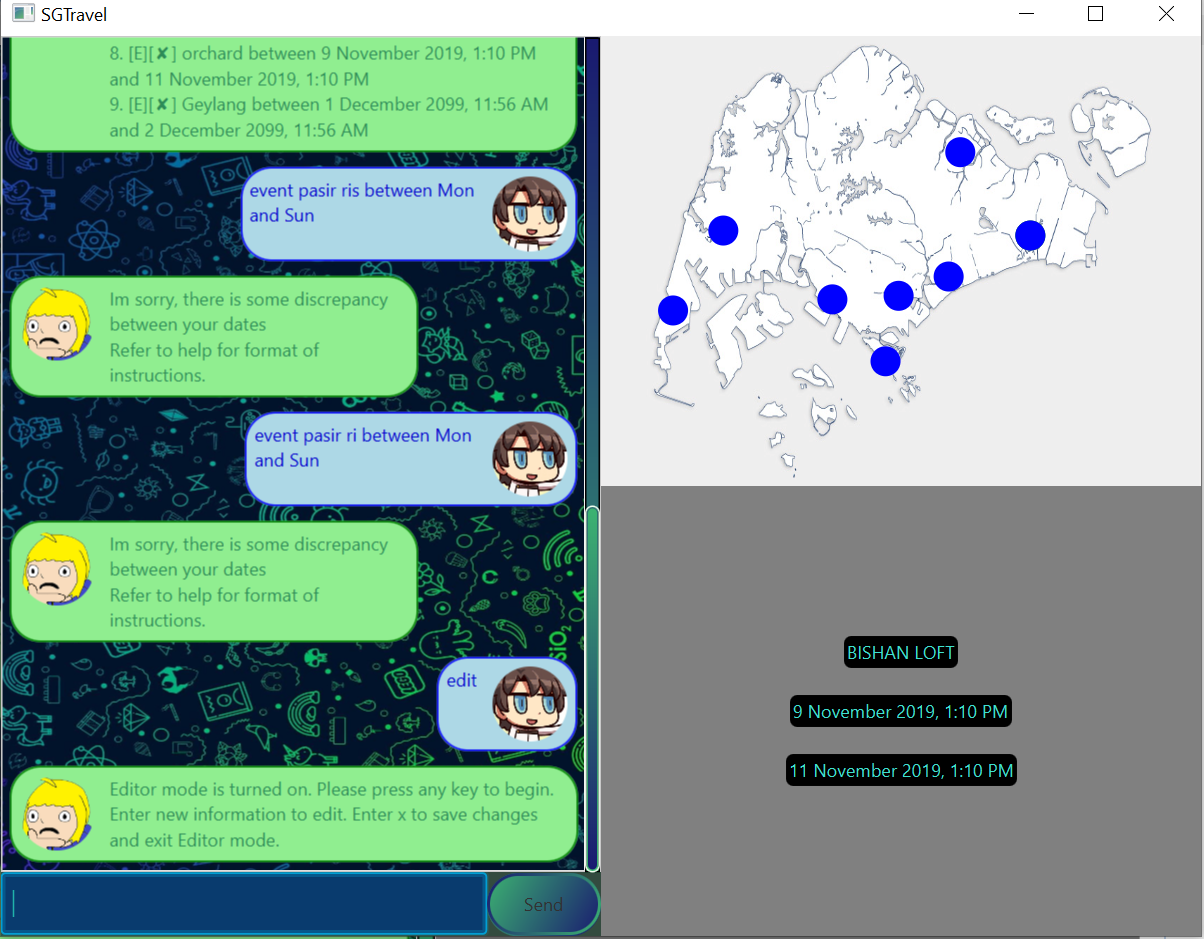 SGTravel
8. [E][✘] orchard between 9 November 2019, 1:10 PM
and 11 November 2019, 1:10 PM
9. [E][✘] Geylang between 1 December 2099, 11:56 AM
and 2 December 2099, 11:56 AM
event pasir ris between Mon
and Sun
Im sorry, there is some discrepancy
between your dates
Refer to help for format of
instructions.
event pasir ri between Mon
and Sun
Im sorry, there is some discrepancy
between your dates
Refer to help for format of
instructions.
SiO₂
edit
Editor mode is turned on. Please press any key to begin.
Enter new information to edit. Enter x to save changes
and exit Editor mode.
Send
BISHAN LOFT
9 November 2019, 1:10 PM
11 November 2019, 1:10 PM